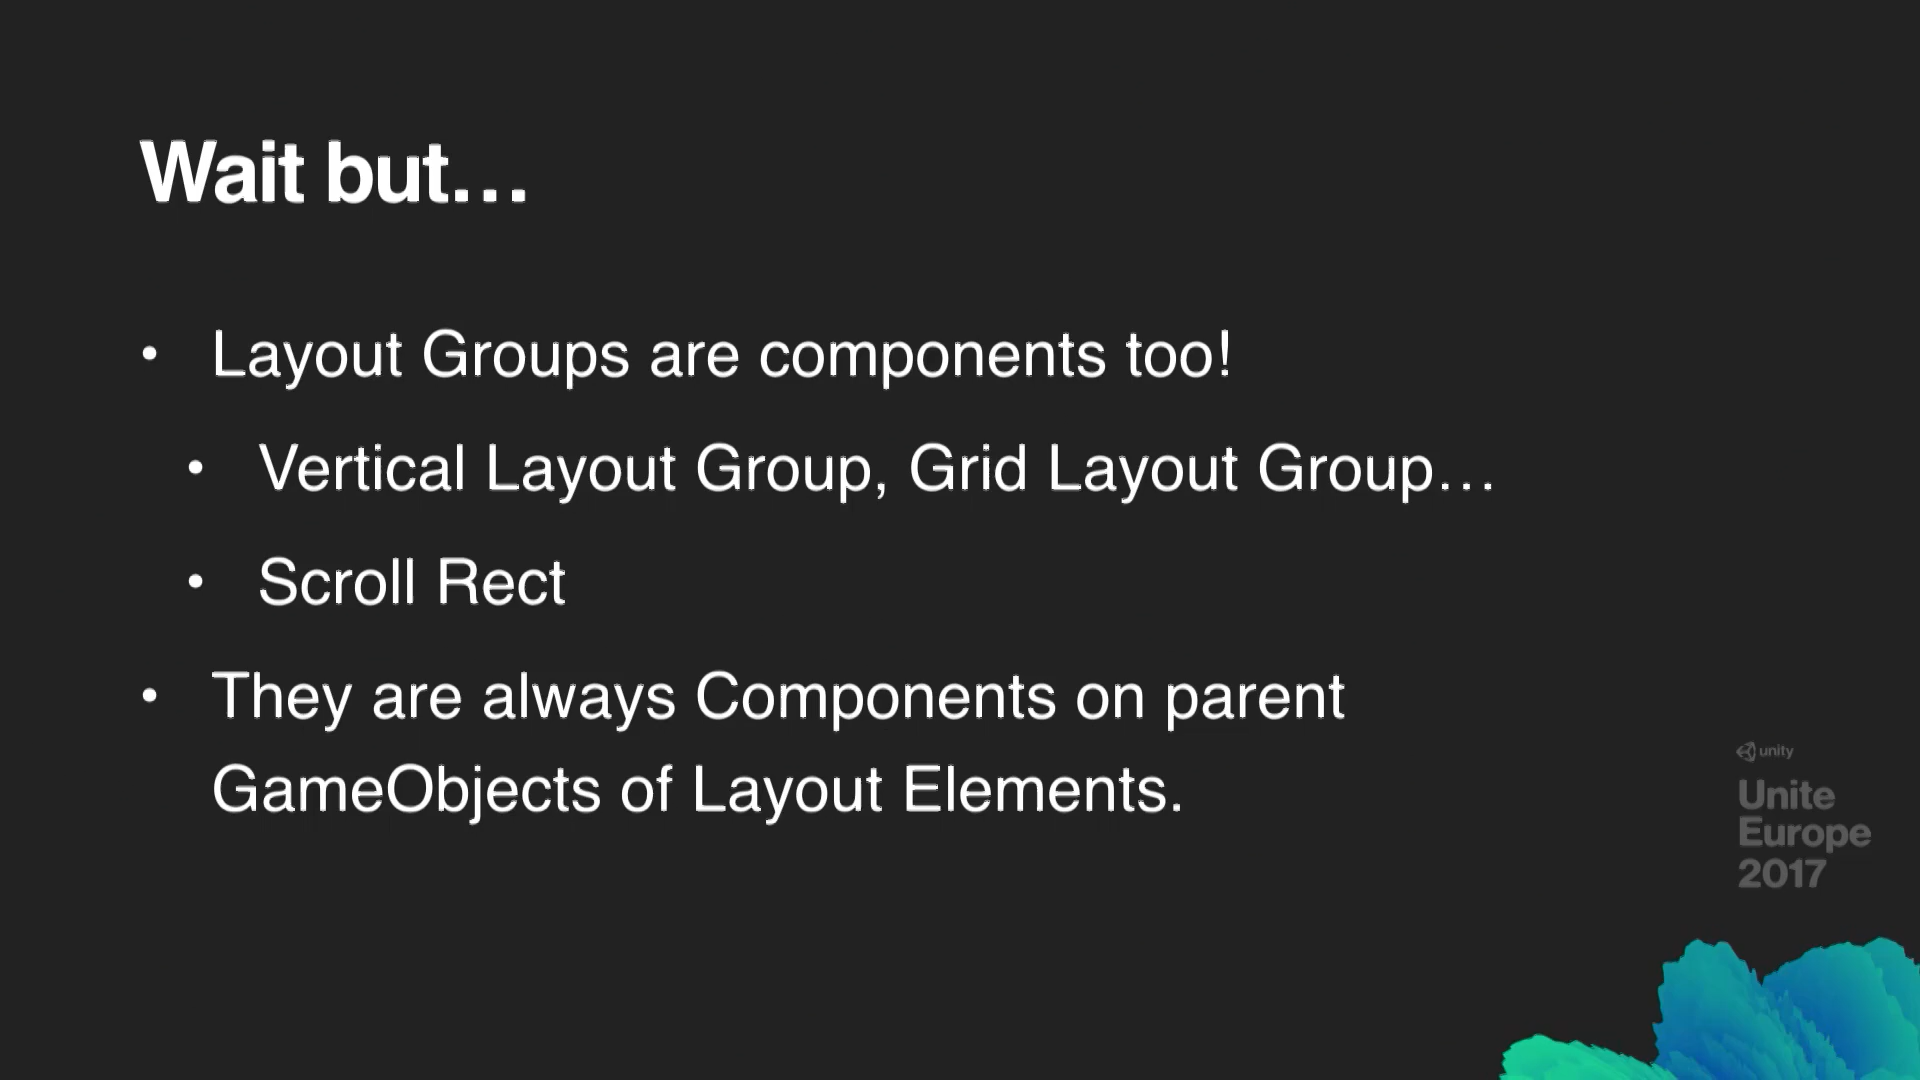 Wait but…
• Layout Groups are components too!
• Vertical Layout Group, Grid Layout Group…
• Scroll Rect
• They are always Components on parent
GameObjects of Layout Elements.
unity
Unite
Europe
2017